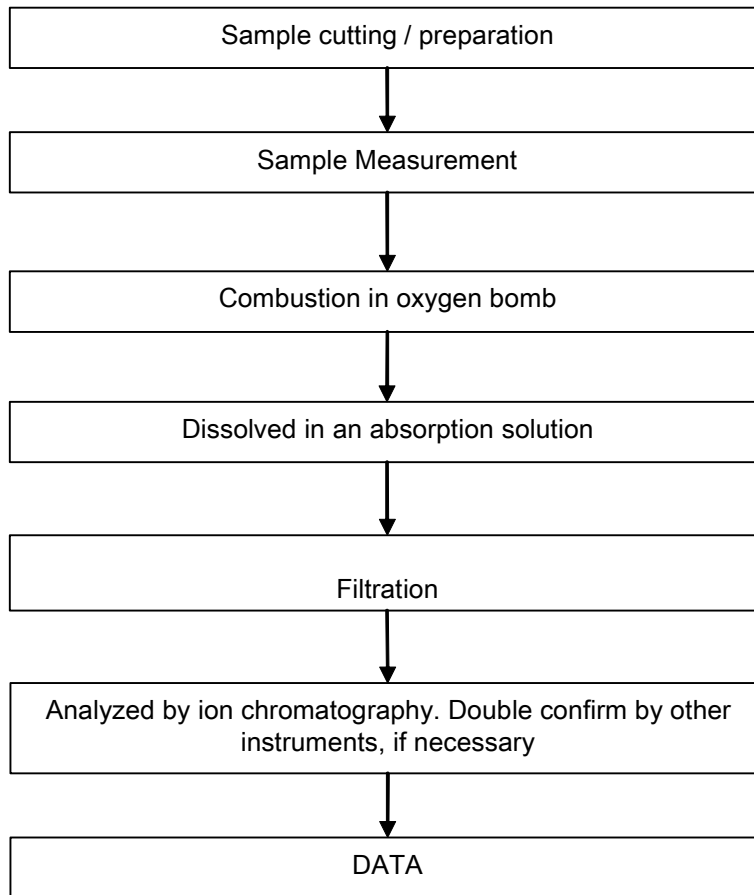 Sample cutting / preparation
Sample Measurement
Combustion in oxygen bomb
Dissolved in an absorption solution
Filtration
Analyzed by ion chromatography. Double confirm by other
instruments, if necessary
DATA